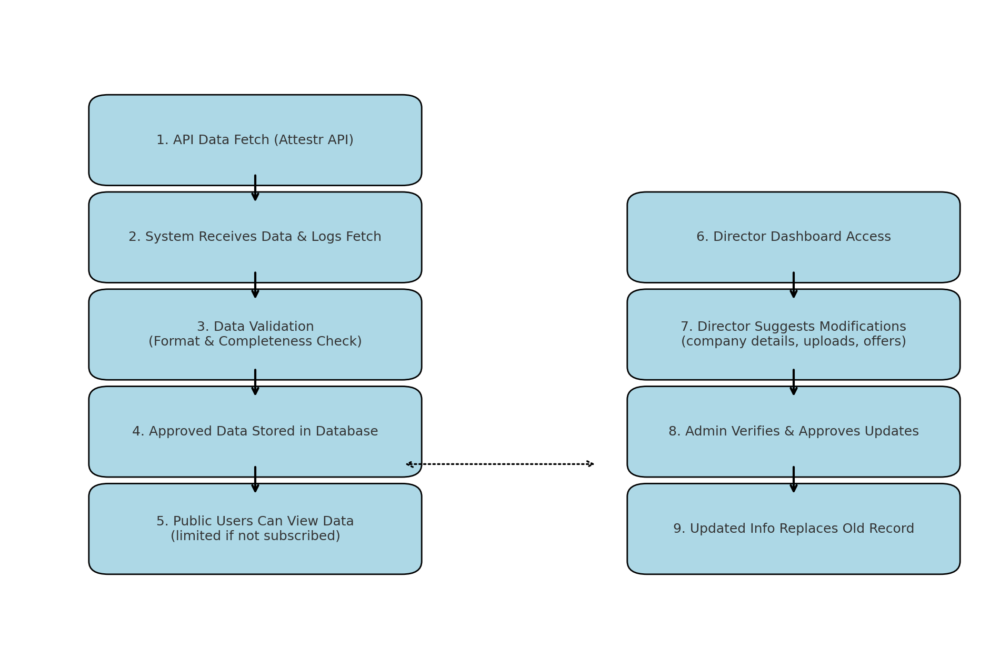 1. API Data Fetch (Attestr API)
2. System Receives Data & Logs Fetch
3. Data Validation
(Format & Completeness Check)
4. Approved Data Stored in Database
5. Public Users Can View Data
(limited if not subscribed)
6. Director Dashboard Access
7. Director Suggests Modifications
(company details, uploads, offers)
8. Admin Verifies & Approves Updates
9. Updated Info Replaces Old Record